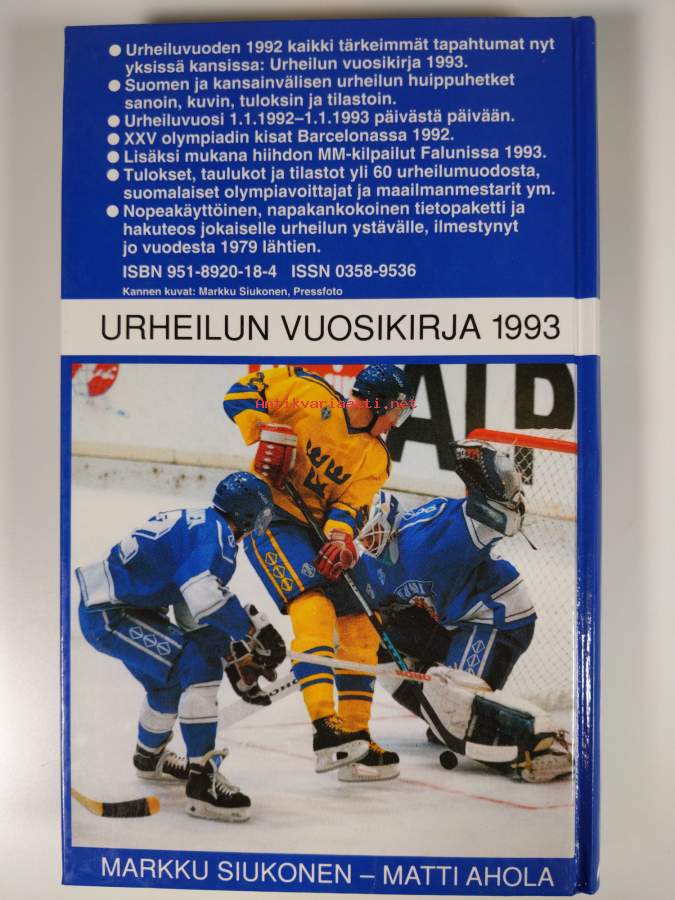 ● Urheiluvuoden 1992 kaikki tärkeimmät tapahtumat nyt
yksissä kansissa: Urheilun vuosikirja 1993.
● Suomen ja kansainvälisen urheilun huippuhetket
sanoin, kuvin, tuloksin ja tilastoin.
● Urheiluvuosi 1.1.1992–1.1.1993 päivästä päivään.
● XXV olympiadin kisat Barcelonassa 1992.
● Lisäksi mukana hiihdon MM-kilpailut Falunissa 1993.
● Tulokset, taulukot ja tilastot yli 60 urheilumuodosta,
suomalaiset olympiavoittajat ja maailmanmestarit ym.
● Nopeakäyttöinen, napakankokoinen tietopaketti ja
hakuteos jokaiselle urheilun ystävälle, ilmestynyt
jo vuodesta 1979 lähtien.
ISBN 951-8920-18-4 ISSN 0358-9536
Kannen kuvat: Markku Siukonen, Pressfoto
URHEILUN VUOSIKIRJA 1993
Antikvariaatti.net
MARKKU SIUKONEN – MATTI AHOLA